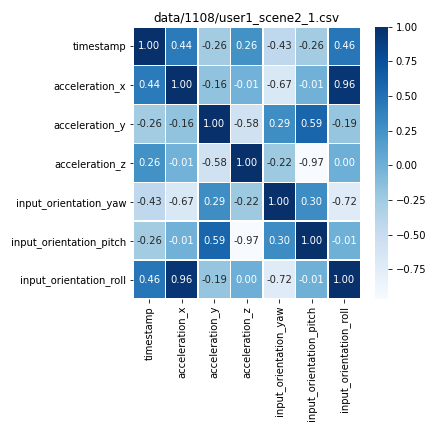 data/1108/user1_scene2_1.csv
timestamp 1.00 0.44 -0.26 0.26 -0.43 -0.26 0.46
acceleration_x 0.44 1.00 -0.16 -0.01 -0.67 -0.01 0.96
acceleration_y -0.26 -0.16 1.00 -0.58 0.29 0.59 -0.19
acceleration_z 0.26 -0.01 -0.58 1.00 -0.22 -0.97 0.00
input_orientation_yaw -0.43 -0.67 0.29 -0.22 1.00 0.30 -0.72
input_orientation_pitch -0.26 -0.01 0.59 -0.97 0.30 1.00 -0.01
input_orientation_roll 0.46 0.96 -0.19 0.00 -0.72 -0.01 1.00
timestamp
acceleration_x
acceleration_y
acceleration_z
input_orientation_yaw
input_orientation_pitch
input_orientation_roll
1.00
0.75
0.50
0.25
0.00
−0.25
−0.50
−0.75